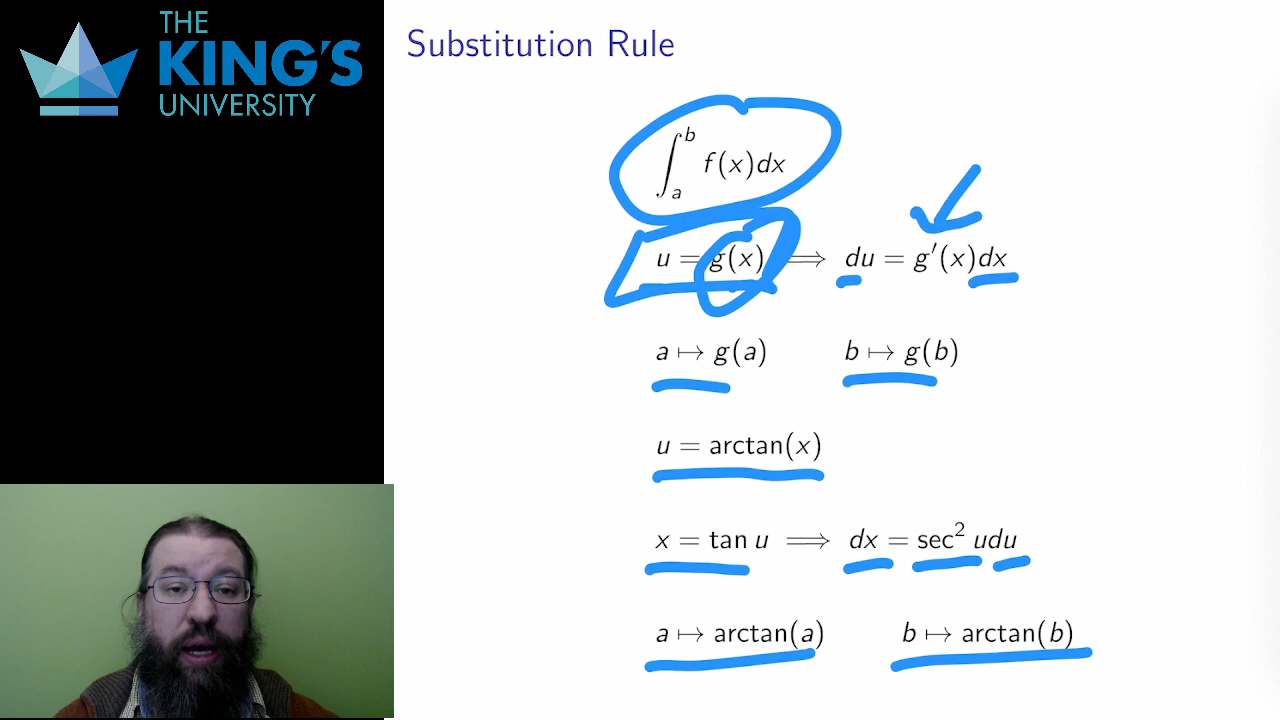 THE
KING'S
UNIVERSITY
Substitution Rule
∫_a^b f(x)dx
u = g(x) ⟹ du = g′(x)dx
a ↦ g(a) b ↦ g(b)
u = arctan(x)
x = tan u ⟹ dx = sec² udu
a ↦ arctan(a) b ↦ arctan(b)